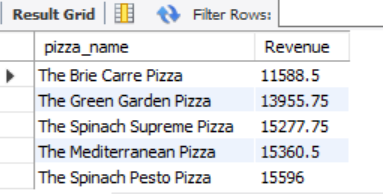 Result Grid Filter Rows:
pizza_name Revenue
The Brie Carre Pizza 11588.5
The Green Garden Pizza 13955.75
The Spinach Supreme Pizza 15277.75
The Mediterranean Pizza 15360.5
The Spinach Pesto Pizza 15596